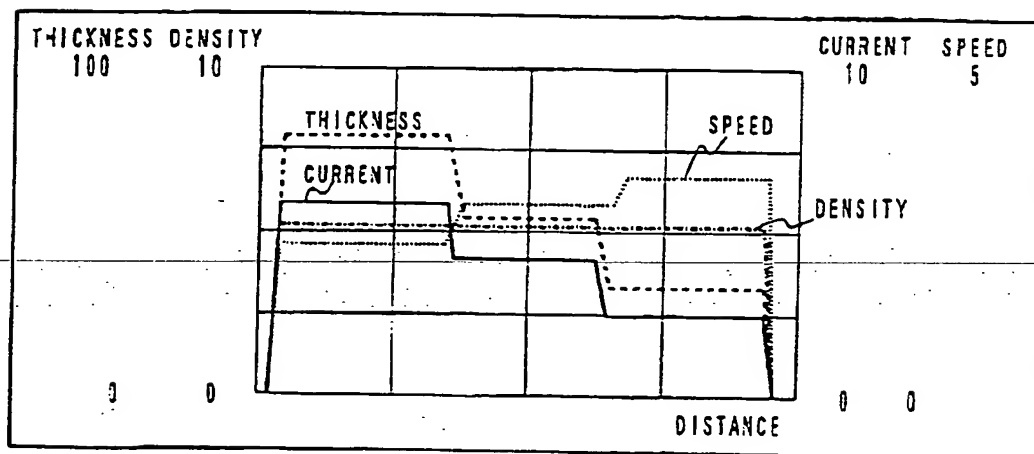 THICKNESS DENSITY
100 10
CURRENT SPEED
10 5
THICKNESS
SPEED
CURRENT
DENSITY
0 0
0 0
DISTANCE